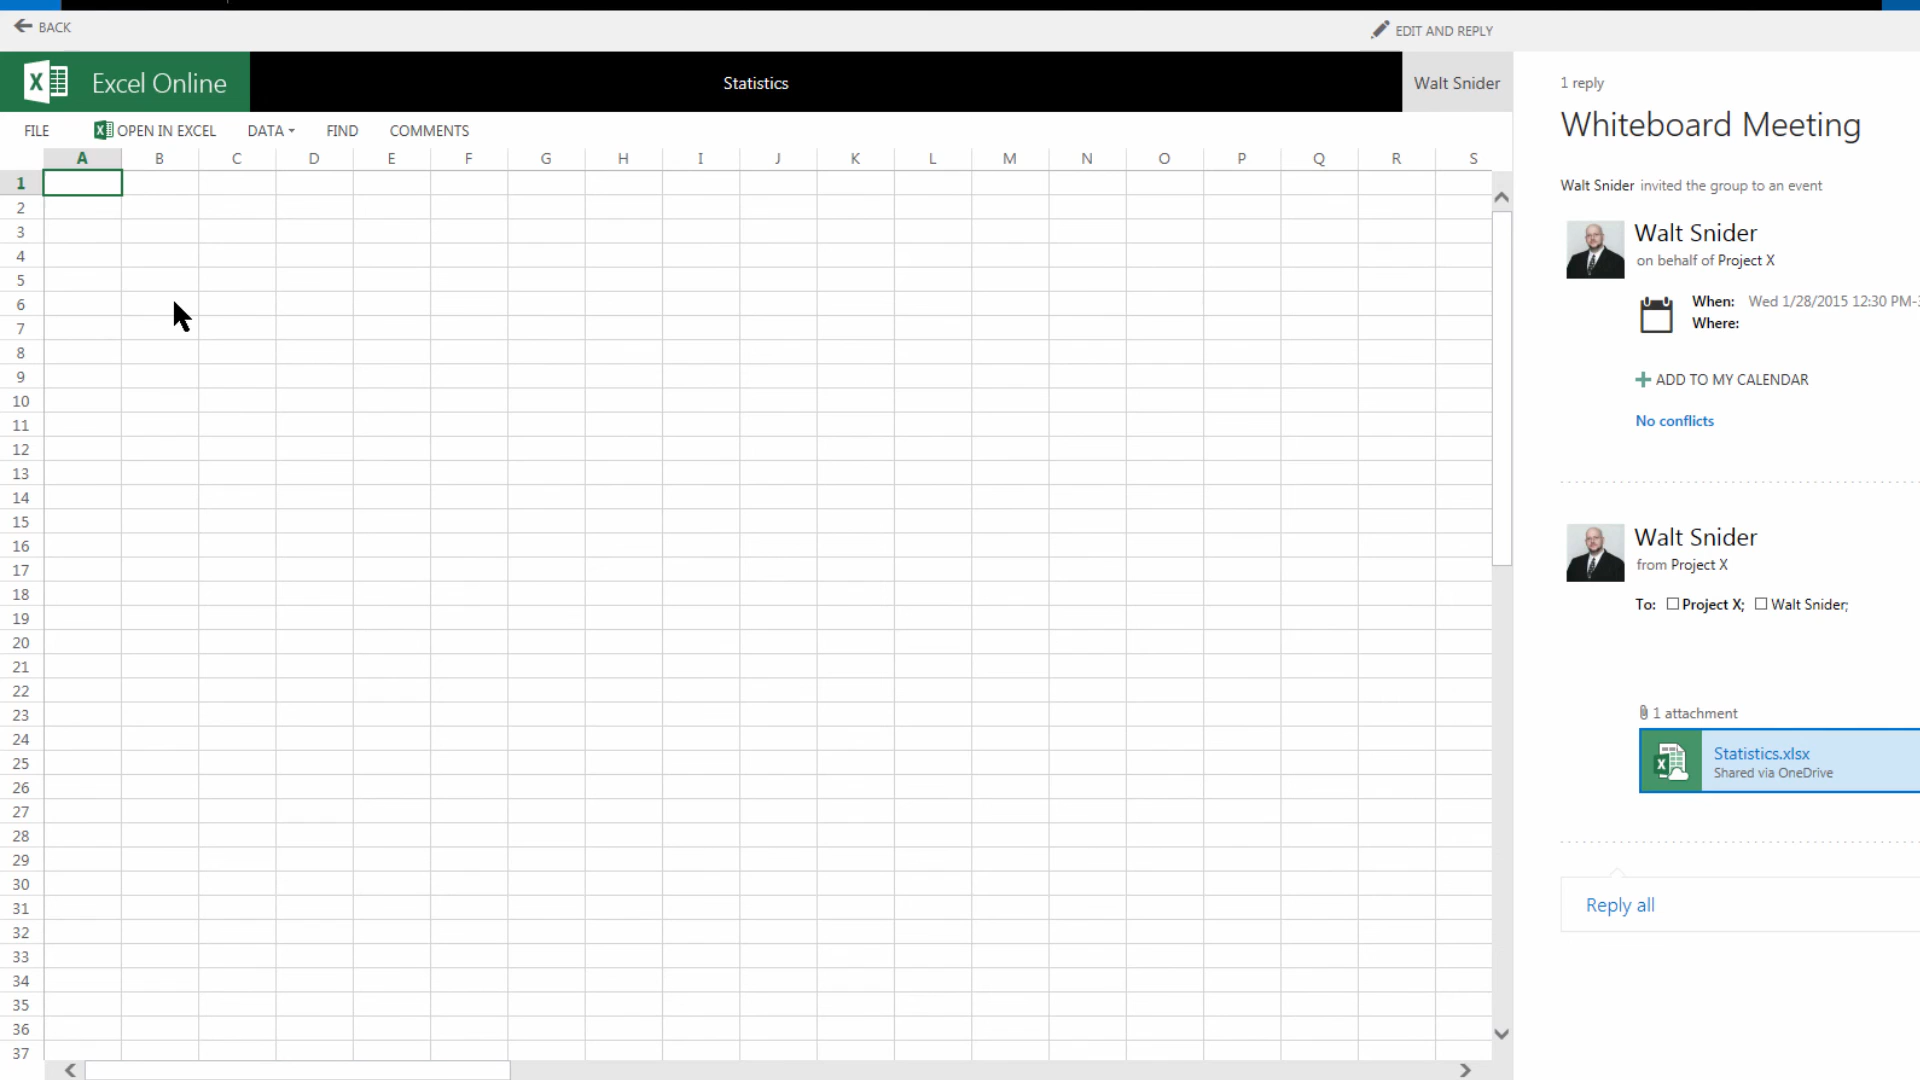 BACK
EDIT AND REPLY
Excel Online
Statistics
Walt Snider
FILE
OPEN IN EXCEL
DATA
FIND
COMMENTS
A B C D E F G H I J K L M N O P Q R S
1
2
3
4
5
6
7
8
9
10
11
12
13
14
15
16
17
18
19
20
21
22
23
24
25
26
27
28
29
30
31
32
33
34
35
36
37
1 reply
Whiteboard Meeting
Walt Snider invited the group to an event
Walt Snider
on behalf of Project X
When: Wed 1/28/2015 12:30 PM-
Where:
ADD TO MY CALENDAR
No conflicts
Walt Snider
from Project X
To: Project X; Walt Snider;
1 attachment
Statistics.xlsx
Shared via OneDrive
Reply all